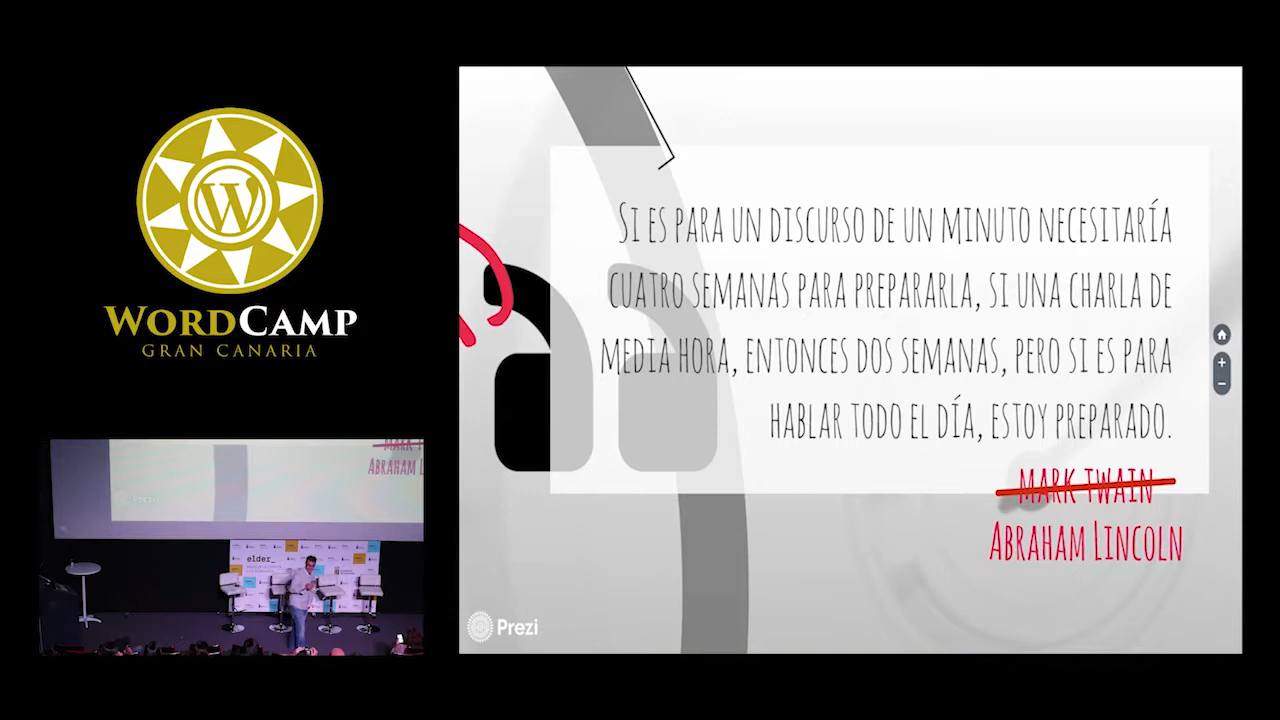 WORDCAMP
GRAN CANARIA
SI ES PARA UN DISCURSO DE UN MINUTO NECESITARÍA
CUATRO SEMANAS PARA PREPARARLA, SI UNA CHARLA DE
MEDIA HORA, ENTONCES DOS SEMANAS, PERO SI ES PARA
HABLAR TODO EL DÍA, ESTOY PREPARADO.
MARK TWAIN
ABRAHAM LINCOLN
Prezi
ABRAHAM L
Prezi
elder_